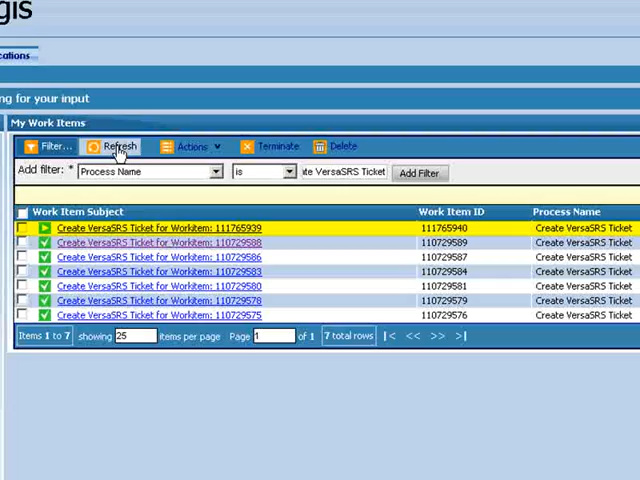 gis
cations
ng for your input
My Work Items
Filter... Refresh Actions Terminate Delete
Add filter: * Process Name is te VersaSRS Ticket Add Filter
Work Item Subject Work Item ID Process Name
Create VersaSRS Ticket for Workitem: 111765939 111765940 Create VersaSRS Ticket
Create VersaSRS Ticket for Workitem: 110729588 110729589 Create VersaSRS Ticket
Create VersaSRS Ticket for Workitem: 110729586 110729587 Create VersaSRS Ticket
Create VersaSRS Ticket for Workitem: 110729583 110729584 Create VersaSRS Ticket
Create VersaSRS Ticket for Workitem: 110729580 110729581 Create VersaSRS Ticket
Create VersaSRS Ticket for Workitem: 110729578 110729579 Create VersaSRS Ticket
Create VersaSRS Ticket for Workitem: 110729575 110729576 Create VersaSRS Ticket
Items 1 to 7 showing 25 items per page Page 1 of 1 7 total rows |< << >> >|